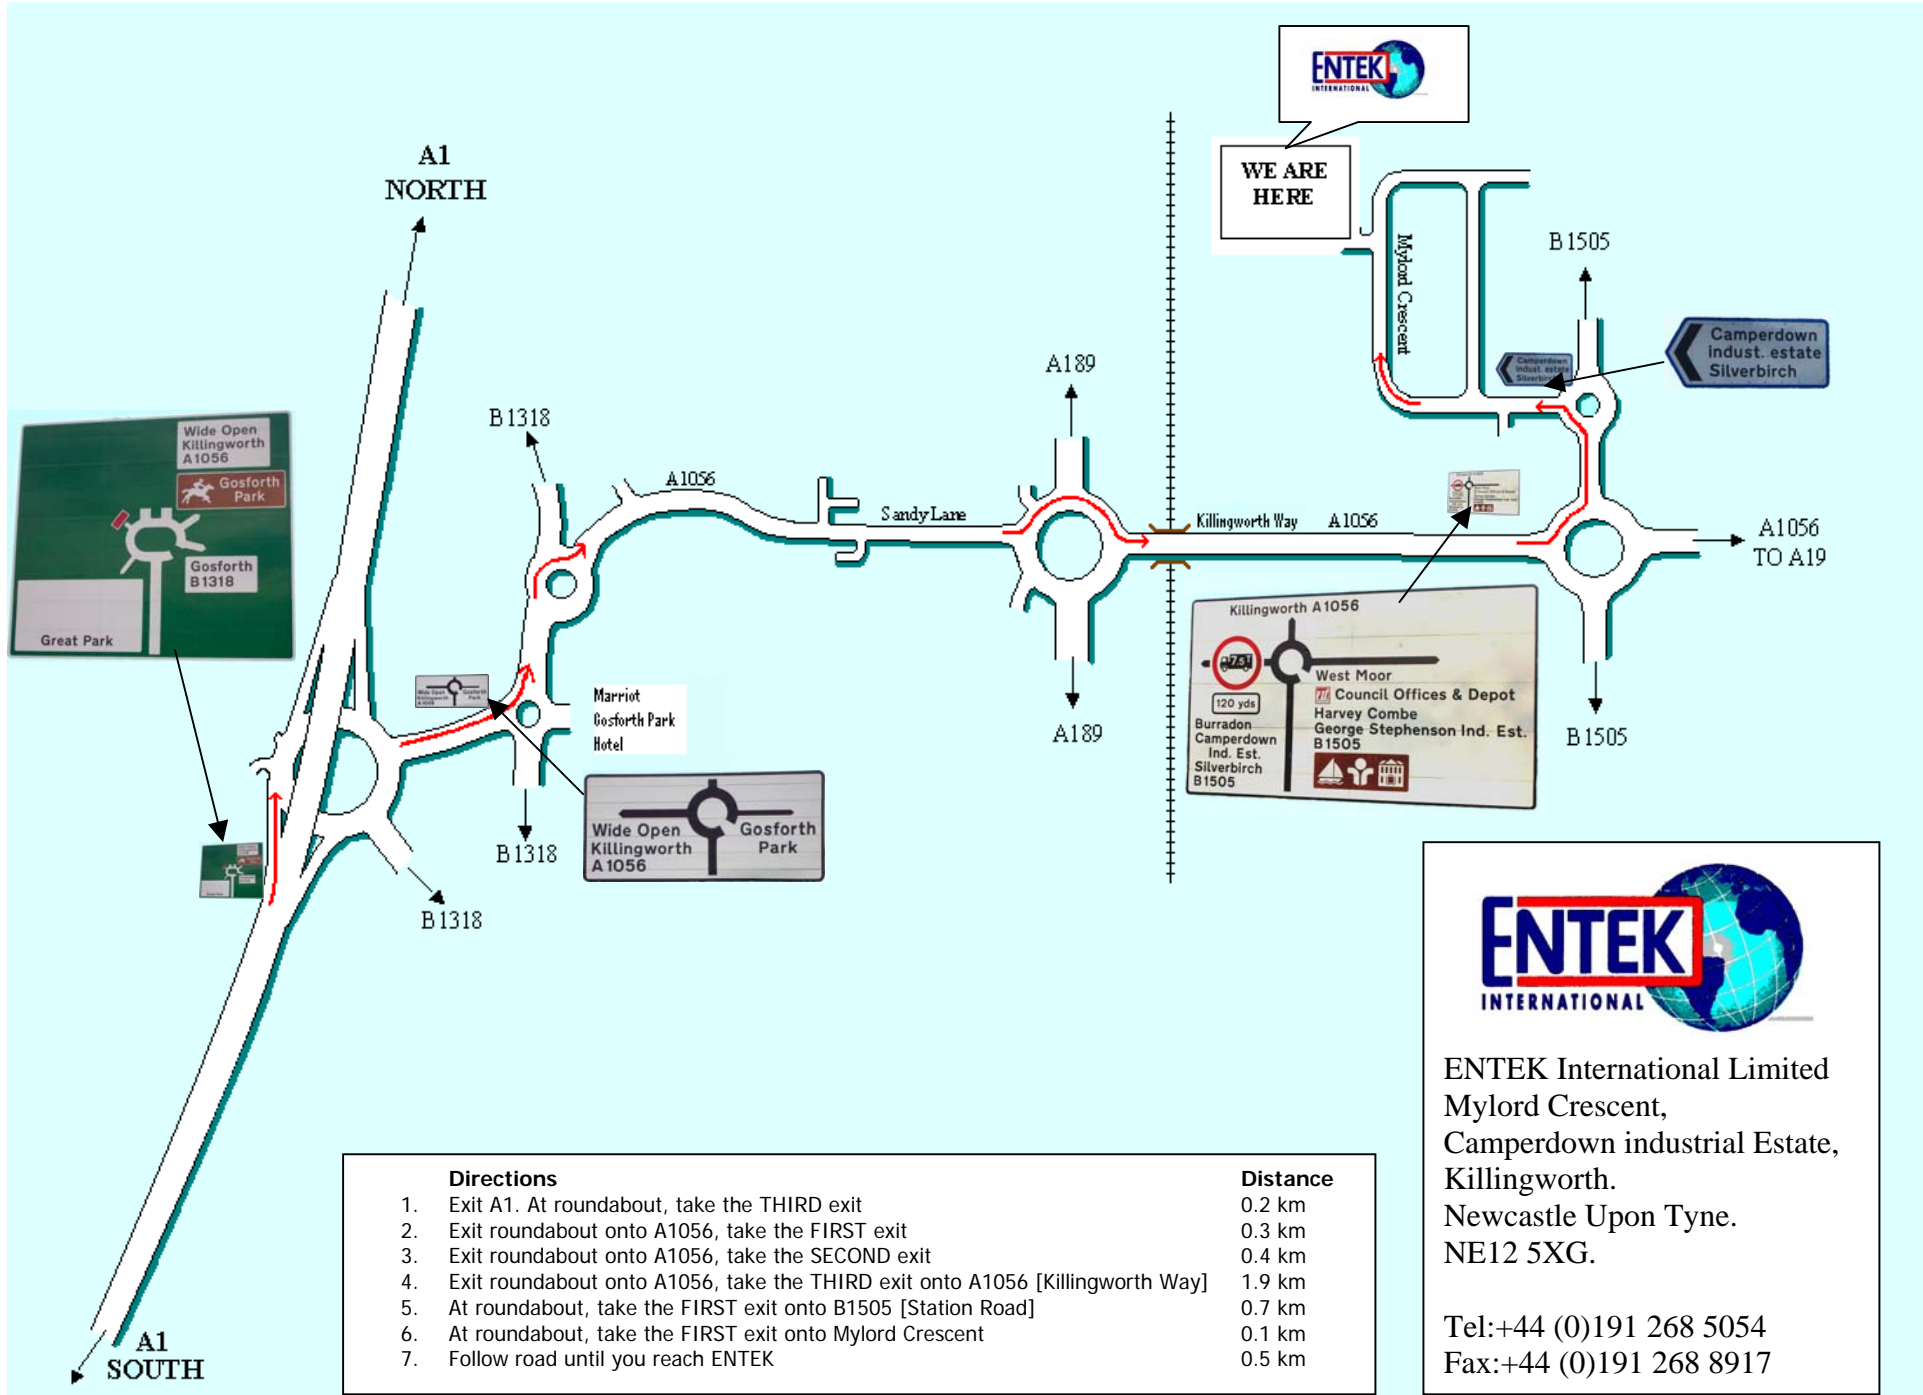 ENTEK
INTERNATIONAL
WE ARE
HERE
A1
NORTH
Mylord Crescent
B1505
Camperdown
indust. estate
Silverbirch
Camperdown
indust. estate
Silverbirch
A189
B1318
A1056
Sandy Lane
Killingworth Way
A1056
A1056
TO A19
Wide Open
Killingworth
A1056
Gosforth
Park
Gosforth
B1318
Great Park
Wide Open
Killingworth
A1056
Gosforth
Park
Marriot
Gosforth Park
Hotel
Killingworth A1056
7.5T
120 yds
West Moor
Council Offices & Depot
Harvey Combe
George Stephenson Ind. Est.
B1505
Burradon
Camperdown
Ind. Est.
Silverbirch
B1505
A189
B1505
Wide Open
Killingworth
A1056
Gosforth
Park
B1318
B1318
A1
SOUTH
Directions Distance
1. Exit A1. At roundabout, take the THIRD exit 0.2 km
2. Exit roundabout onto A1056, take the FIRST exit 0.3 km
3. Exit roundabout onto A1056, take the SECOND exit 0.4 km
4. Exit roundabout onto A1056, take the THIRD exit onto A1056 [Killingworth Way] 1.9 km
5. At roundabout, take the FIRST exit onto B1505 [Station Road] 0.7 km
6. At roundabout, take the FIRST exit onto Mylord Crescent 0.1 km
7. Follow road until you reach ENTEK 0.5 km
ENTEK
INTERNATIONAL
ENTEK International Limited
Mylord Crescent,
Camperdown industrial Estate,
Killingworth.
Newcastle Upon Tyne.
NE12 5XG.
Tel:+44 (0)191 268 5054
Fax:+44 (0)191 268 8917